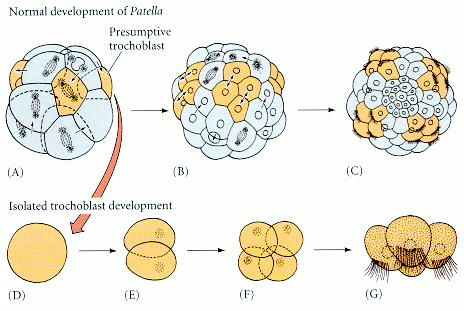 Normal development of Patella
Presumptive
trochoblast
(A)
(B)
(C)
Isolated trochoblast development
(D)
(E)
(F)
(G)